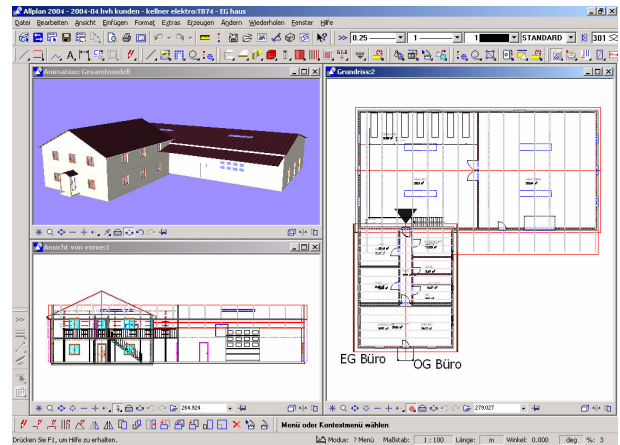 Allplan 2004 - 2004-04 hvh kunden - kellner elektro:TB74 - EG haus
Datei Bearbeiten Ansicht Einfügen Format Extras Erzeugen Ändern Wiederholen Fenster Hilfe
0.25 1 1 STANDARD 301
Animation: Gesamtmodell
Grundriss:2
Ansicht von vorne:1
EG Büro
OG Büro
264.924
279.027
Menü oder Kontextmenü wählen
Drücken Sie F1, um Hilfe zu erhalten. Modus: ? Menü Maßstab: 1 : 100 Länge: m Winkel: 0.000 deg %: 3